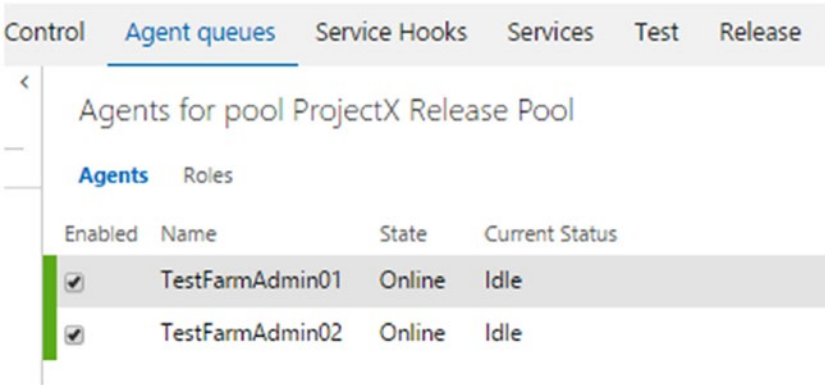 Control Agent queues Service Hooks Services Test Release
<
Agents for pool ProjectX Release Pool
Agents Roles
Enabled Name State Current Status
TestFarmAdmin01 Online Idle
TestFarmAdmin02 Online Idle